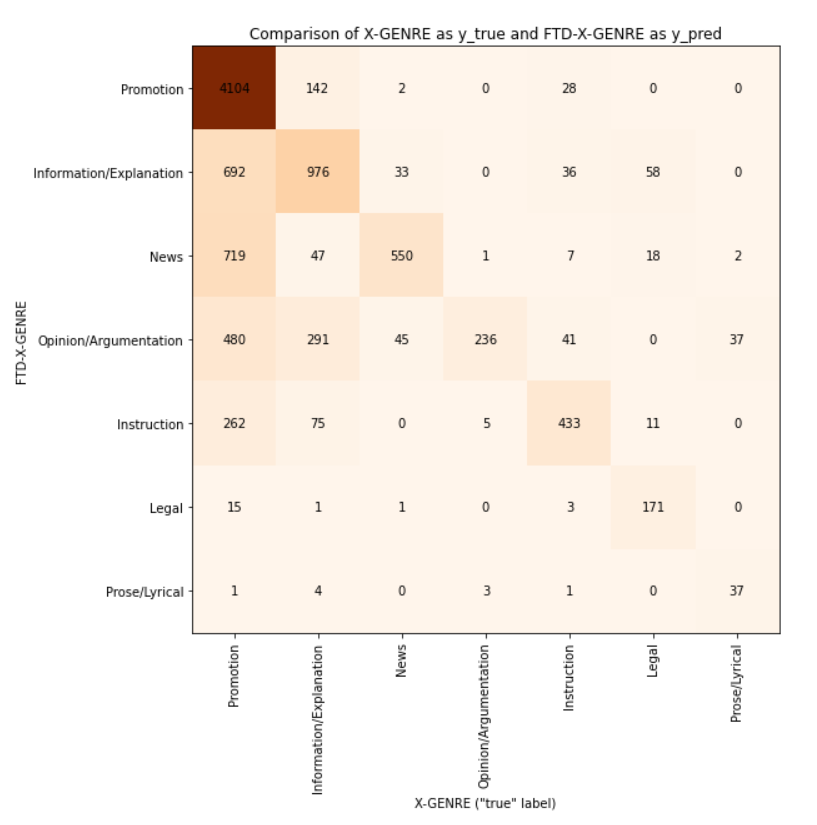 Comparison of X-GENRE as y_true and FTD-X-GENRE as y_pred
Promotion 4104 142 2 0 28 0 0
Information/Explanation 692 976 33 0 36 58 0
News 719 47 550 1 7 18 2
Opinion/Argumentation 480 291 45 236 41 0 37
Instruction 262 75 0 5 433 11 0
Legal 15 1 1 0 3 171 0
Prose/Lyrical 1 4 0 3 1 0 37
FTD-X-GENRE
Promotion
Information/Explanation
News
Opinion/Argumentation
Instruction
Legal
Prose/Lyrical
X-GENRE ("true" label)